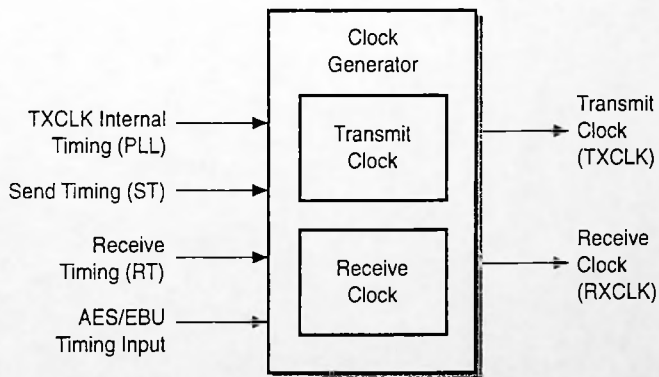 Clock
Generator
TXCLK Internal
Timing (PLL)
Send Timing (ST)
Receive
Timing (RT)
AES/EBU
Timing Input
Transmit
Clock
Receive
Clock
Transmit
Clock
(TXCLK)
Receive
Clock
(RXCLK)